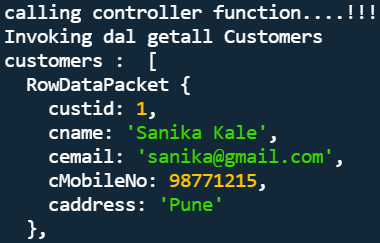 calling controller function....!!!
Invoking dal getall Customers
customers :  [
  RowDataPacket {
    custid: 1,
    cname: 'Sanika Kale',
    cemail: 'sanika@gmail.com',
    cMobileNo: 98771215,
    caddress: 'Pune'
  },